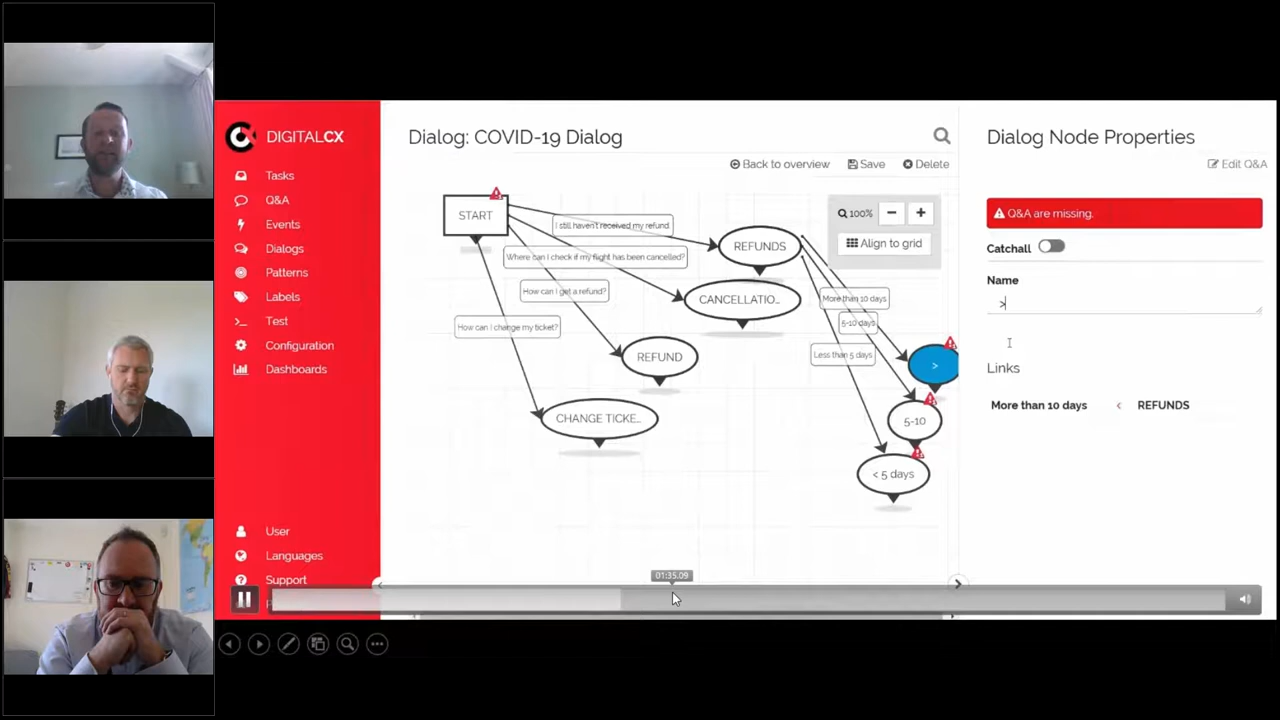 DIGITALCX
Tasks
Q&A
Events
Dialogs
Patterns
Labels
Test
Configuration
Dashboards
User
Languages
Support
Dialog: COVID-19 Dialog
Back to overview
Save
Delete
START
I still haven't received my refund
Where can I check if my flight has been cancelled?
How can I get a refund?
How can I change my ticket?
REFUNDS
CANCELLATIO...
REFUND
CHANGE TICKE...
More than 10 days
5-10 days
Less than 5 days
>
5-10
< 5 days
100%
Align to grid
Dialog Node Properties
Edit Q&A
Q&A are missing.
Catchall
Name
>
Links
More than 10 days < REFUNDS
01:35.09